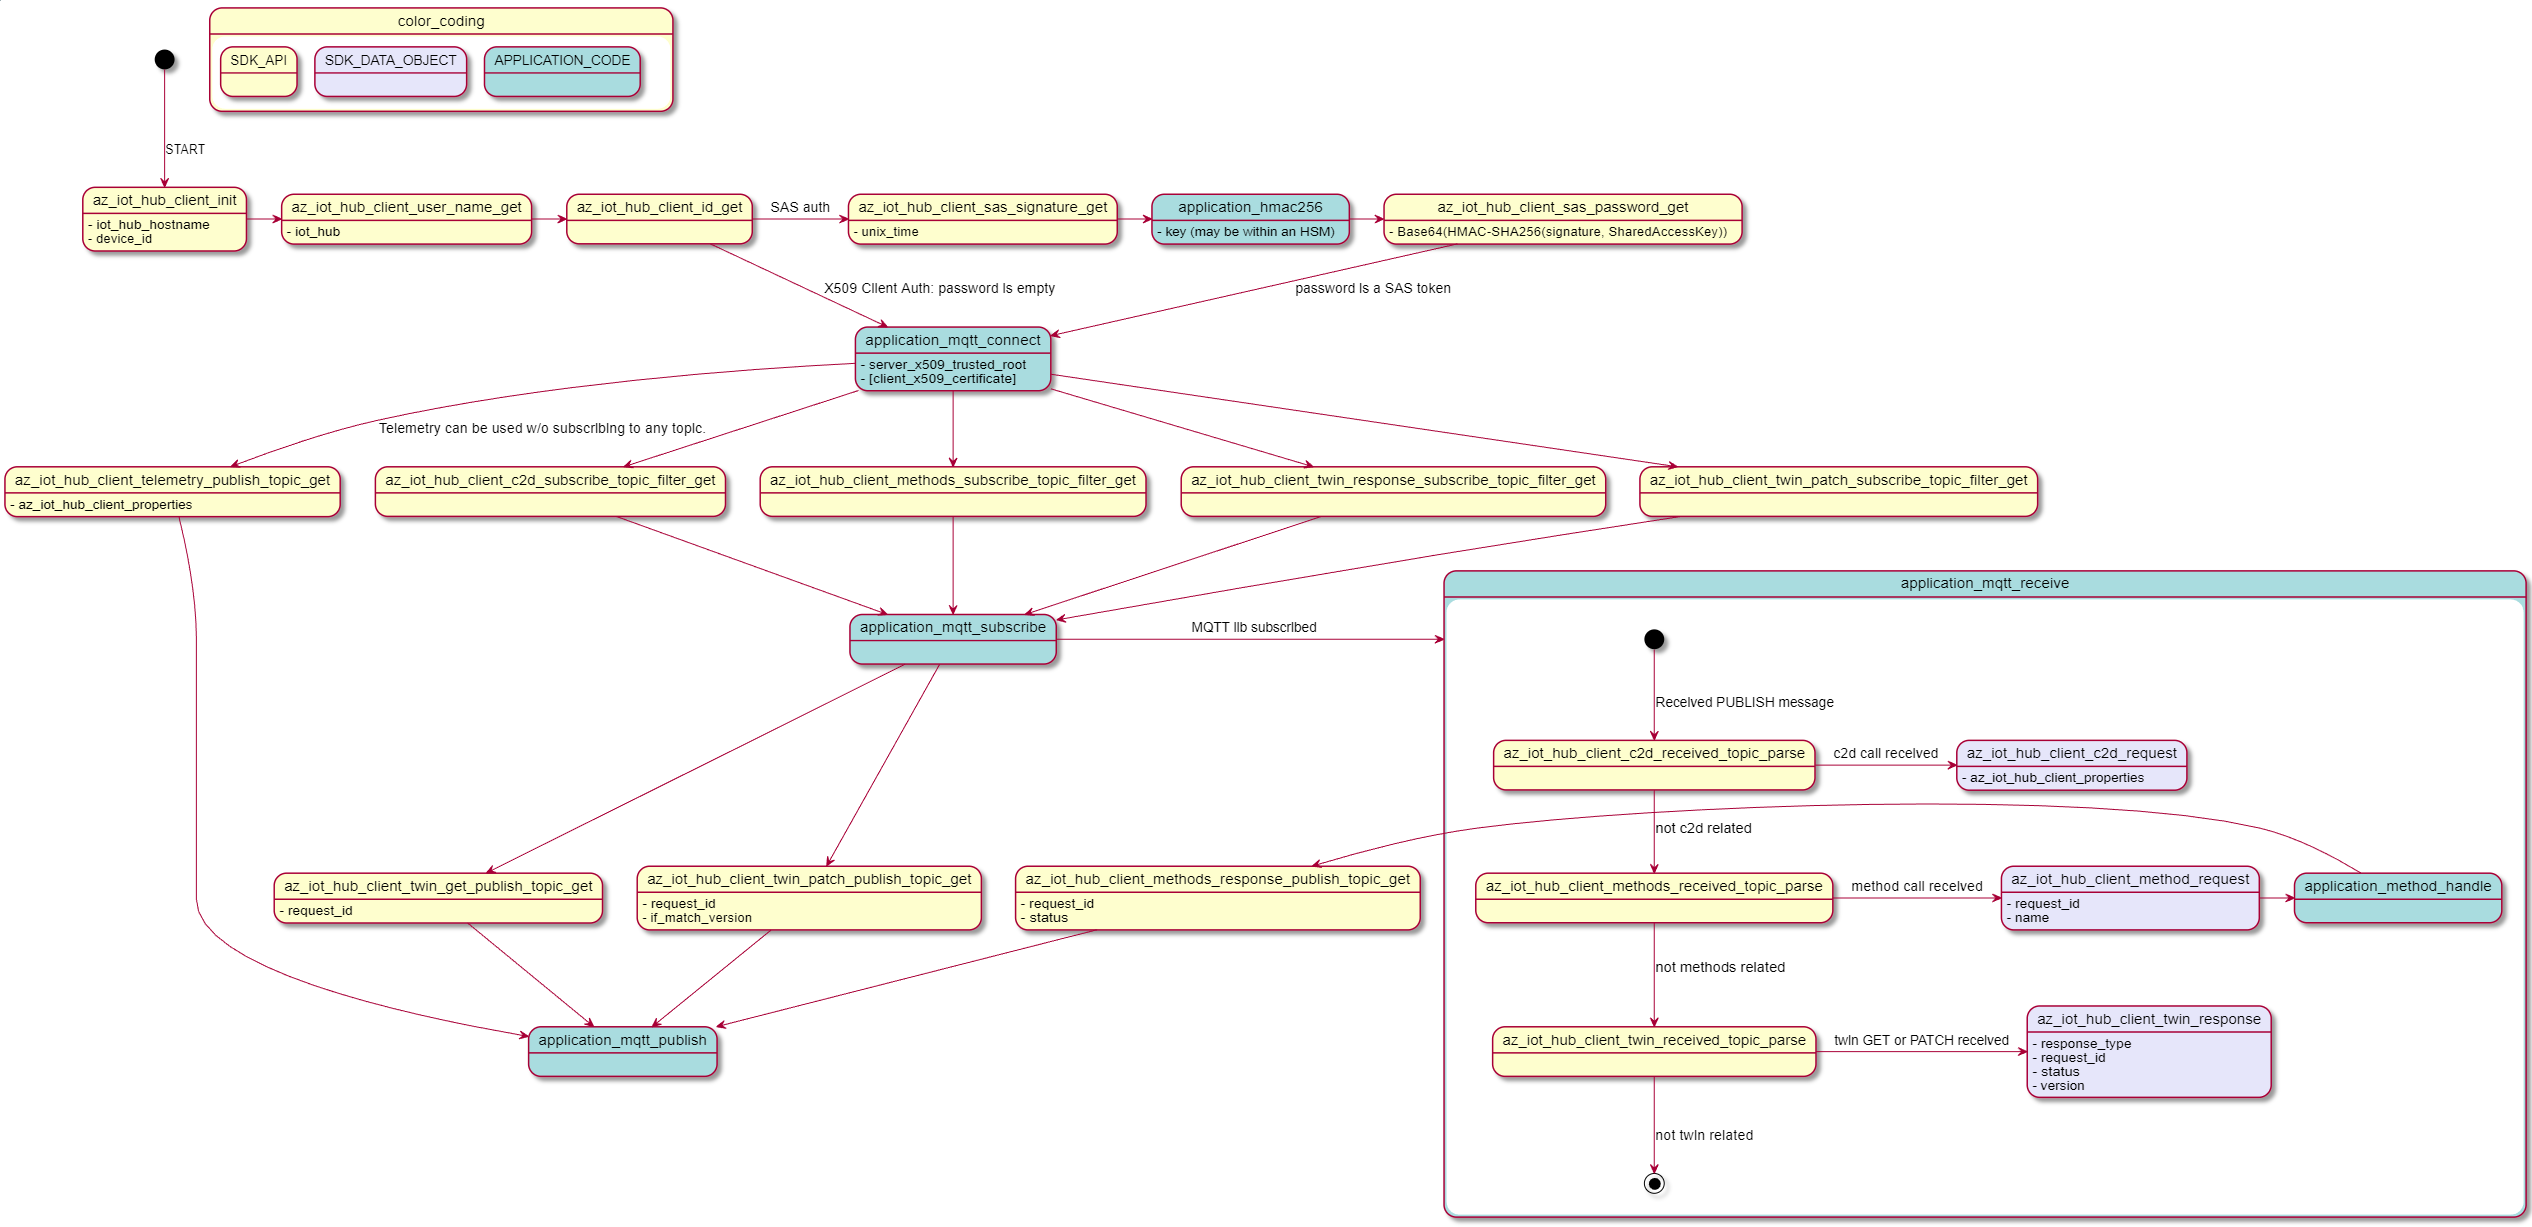 color_coding
SDK_API
SDK_DATA_OBJECT
APPLICATION_CODE
START
az_iot_hub_client_init
- iot_hub_hostname
- device_id
az_iot_hub_client_user_name_get
- iot_hub
az_iot_hub_client_id_get
SAS auth
az_iot_hub_client_sas_signature_get
- unix_time
application_hmac256
- key (may be within an HSM)
az_iot_hub_client_sas_password_get
- Base64(HMAC-SHA256(signature, SharedAccessKey))
X509 Client Auth: password is empty
password is a SAS token
application_mqtt_connect
- server_x509_trusted_root
- [client_x509_certificate]
Telemetry can be used w/o subscribing to any topic.
az_iot_hub_client_telemetry_publish_topic_get
- az_iot_hub_client_properties
az_iot_hub_client_c2d_subscribe_topic_filter_get
az_iot_hub_client_methods_subscribe_topic_filter_get
az_iot_hub_client_twin_response_subscribe_topic_filter_get
az_iot_hub_client_twin_patch_subscribe_topic_filter_get
application_mqtt_subscribe
MQTT lib subscribed
application_mqtt_receive
Received PUBLISH message
az_iot_hub_client_c2d_received_topic_parse
c2d call received
az_iot_hub_client_c2d_request
- az_iot_hub_client_properties
not c2d related
az_iot_hub_client_twin_get_publish_topic_get
- request_id
az_iot_hub_client_twin_patch_publish_topic_get
- request_id
- if_match_version
az_iot_hub_client_methods_response_publish_topic_get
- request_id
- status
az_iot_hub_client_methods_received_topic_parse
method call received
az_iot_hub_client_method_request
- request_id
- name
application_method_handle
not methods related
application_mqtt_publish
az_iot_hub_client_twin_received_topic_parse
twin GET or PATCH received
az_iot_hub_client_twin_response
- response_type
- request_id
- status
- version
not twin related